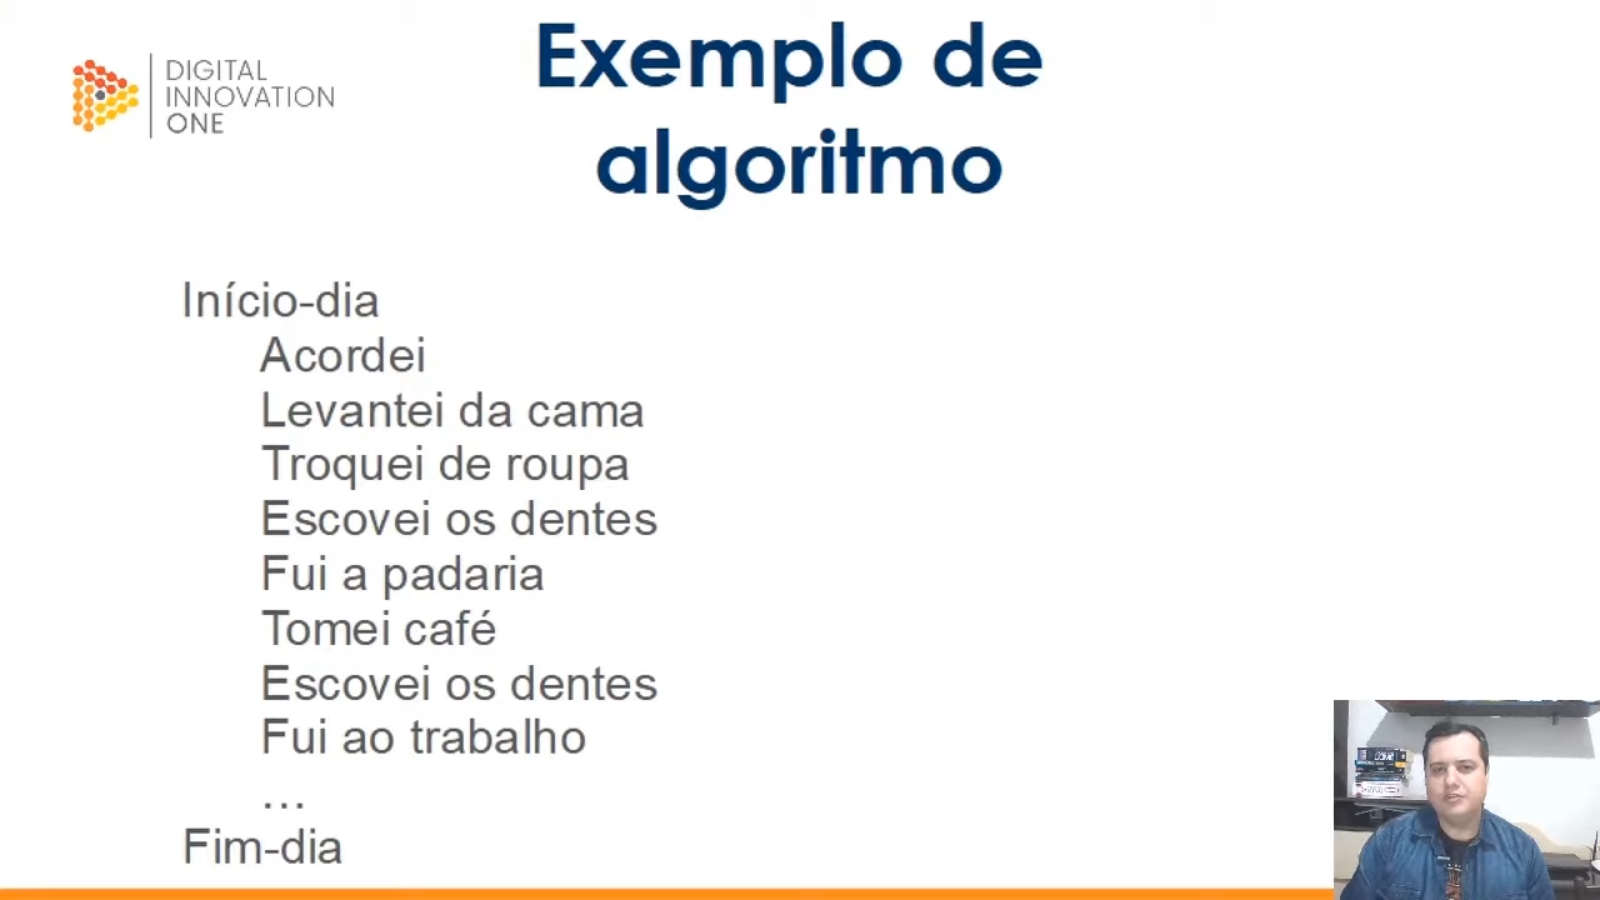 DIGITAL
INNOVATION
ONE
Exemplo de
algoritmo
Início-dia
Acordei
Levantei da cama
Troquei de roupa
Escovei os dentes
Fui a padaria
Tomei café
Escovei os dentes
Fui ao trabalho
...
Fim-dia